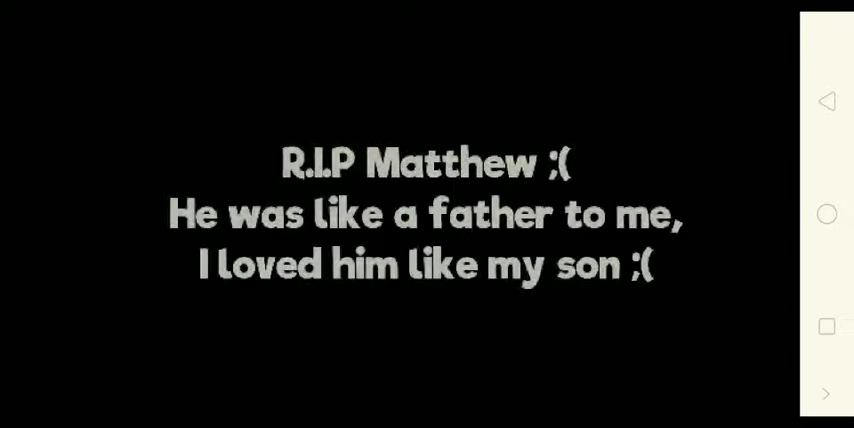 R.I.P Matthew ;(
He was like a father to me,
I loved him like my son ;(